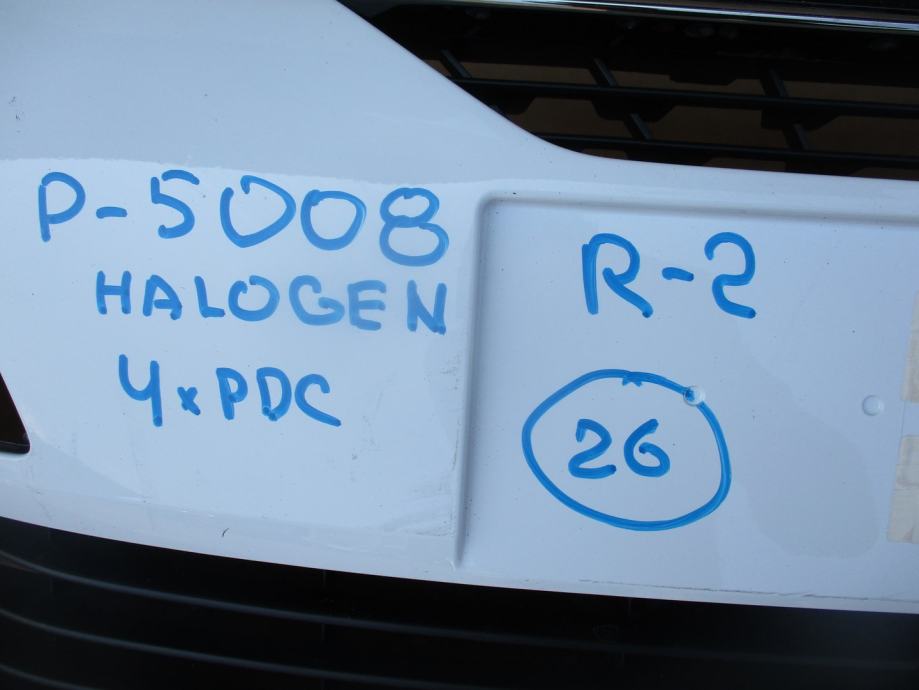 P-5008
HALOGEN
4xPDC
R-2
26